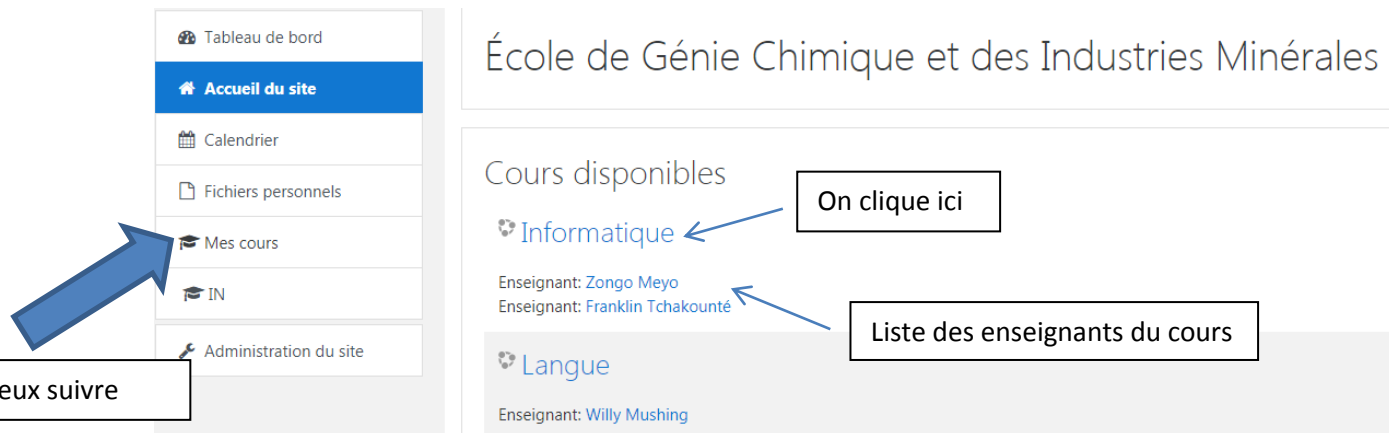 Tableau de bord
Accueil du site
Calendrier
Fichiers personnels
Mes cours
IN
Administration du site
eux suivre
École de Génie Chimique et des Industries Minérales
Cours disponibles
On clique ici
Informatique
Enseignant: Zongo Meyo
Enseignant: Franklin Tchakounté
Liste des enseignants du cours
Langue
Enseignant: Willy Mushing